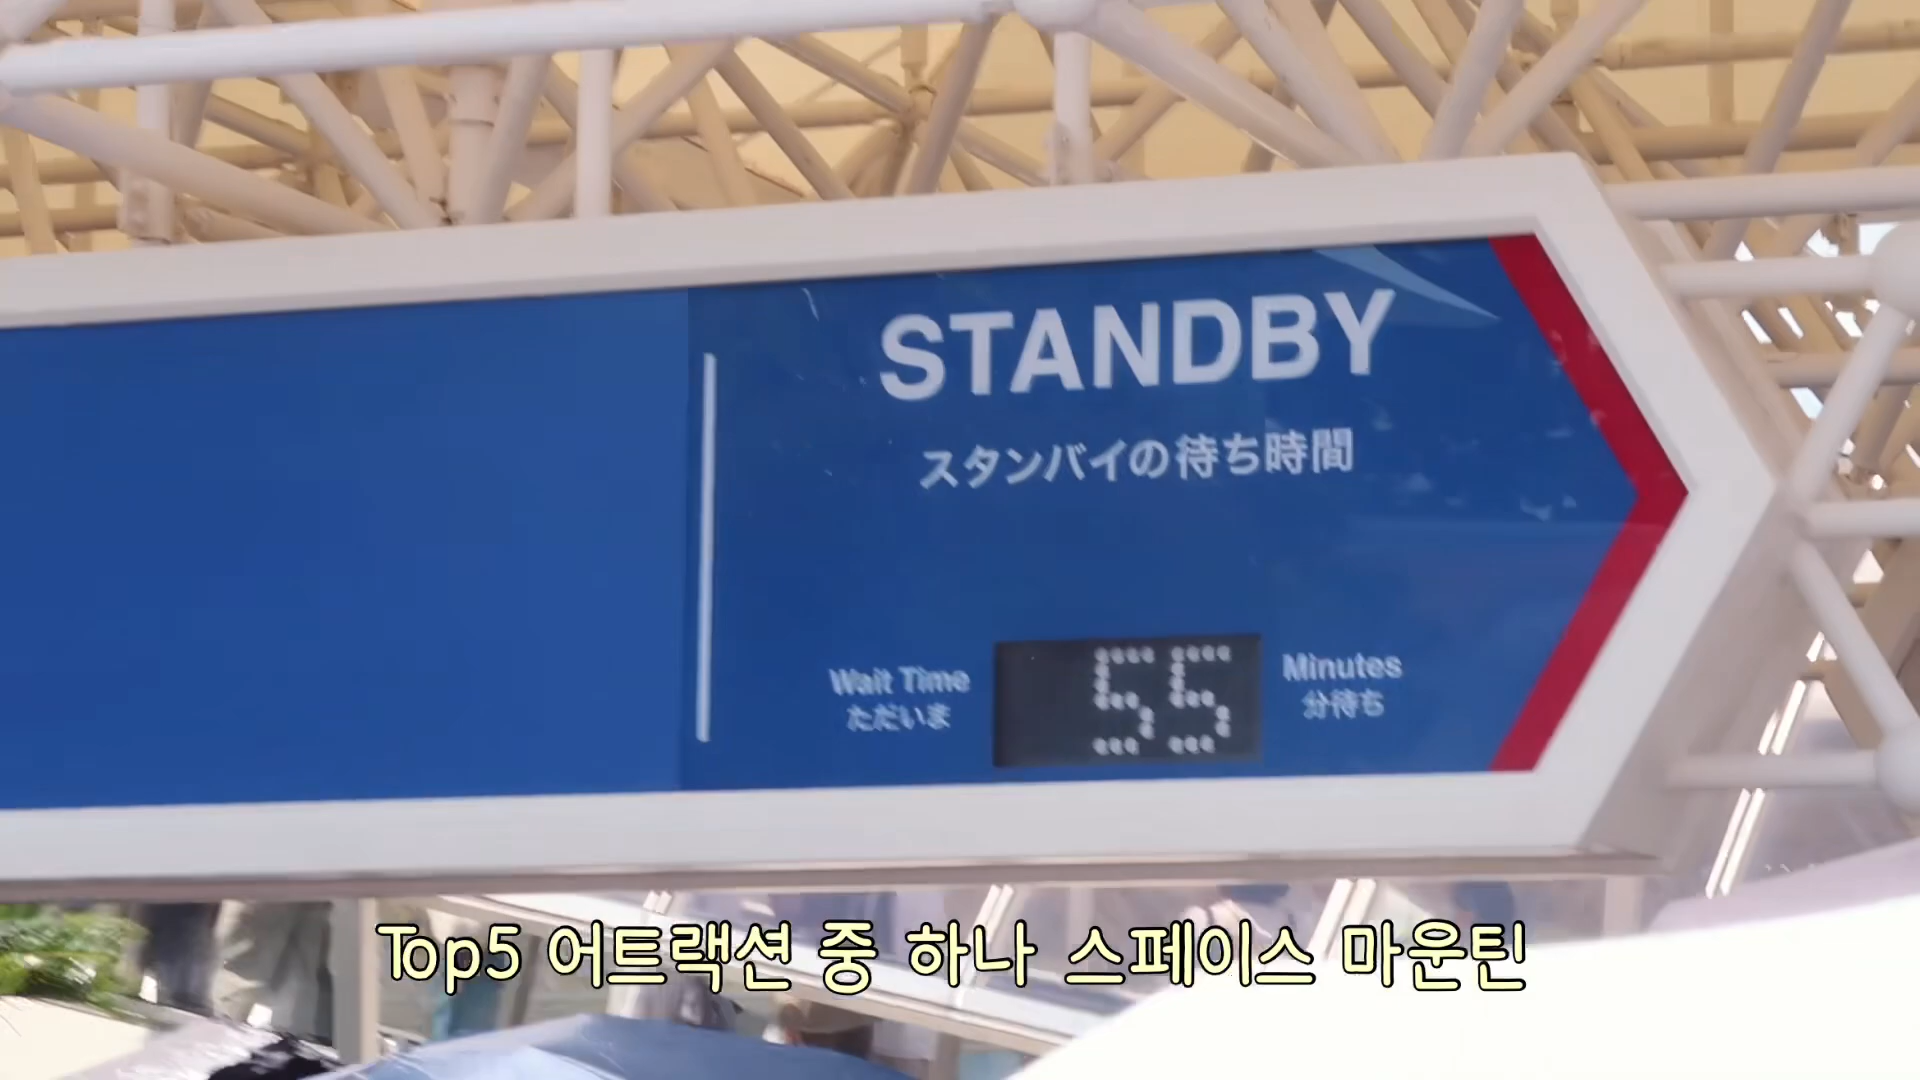 STANDBY
スタンバイの待ち時間
Wait Time
ただいま
55
Minutes
分待ち
Top5 어트랙션 중 하나 스페이스 마운틴